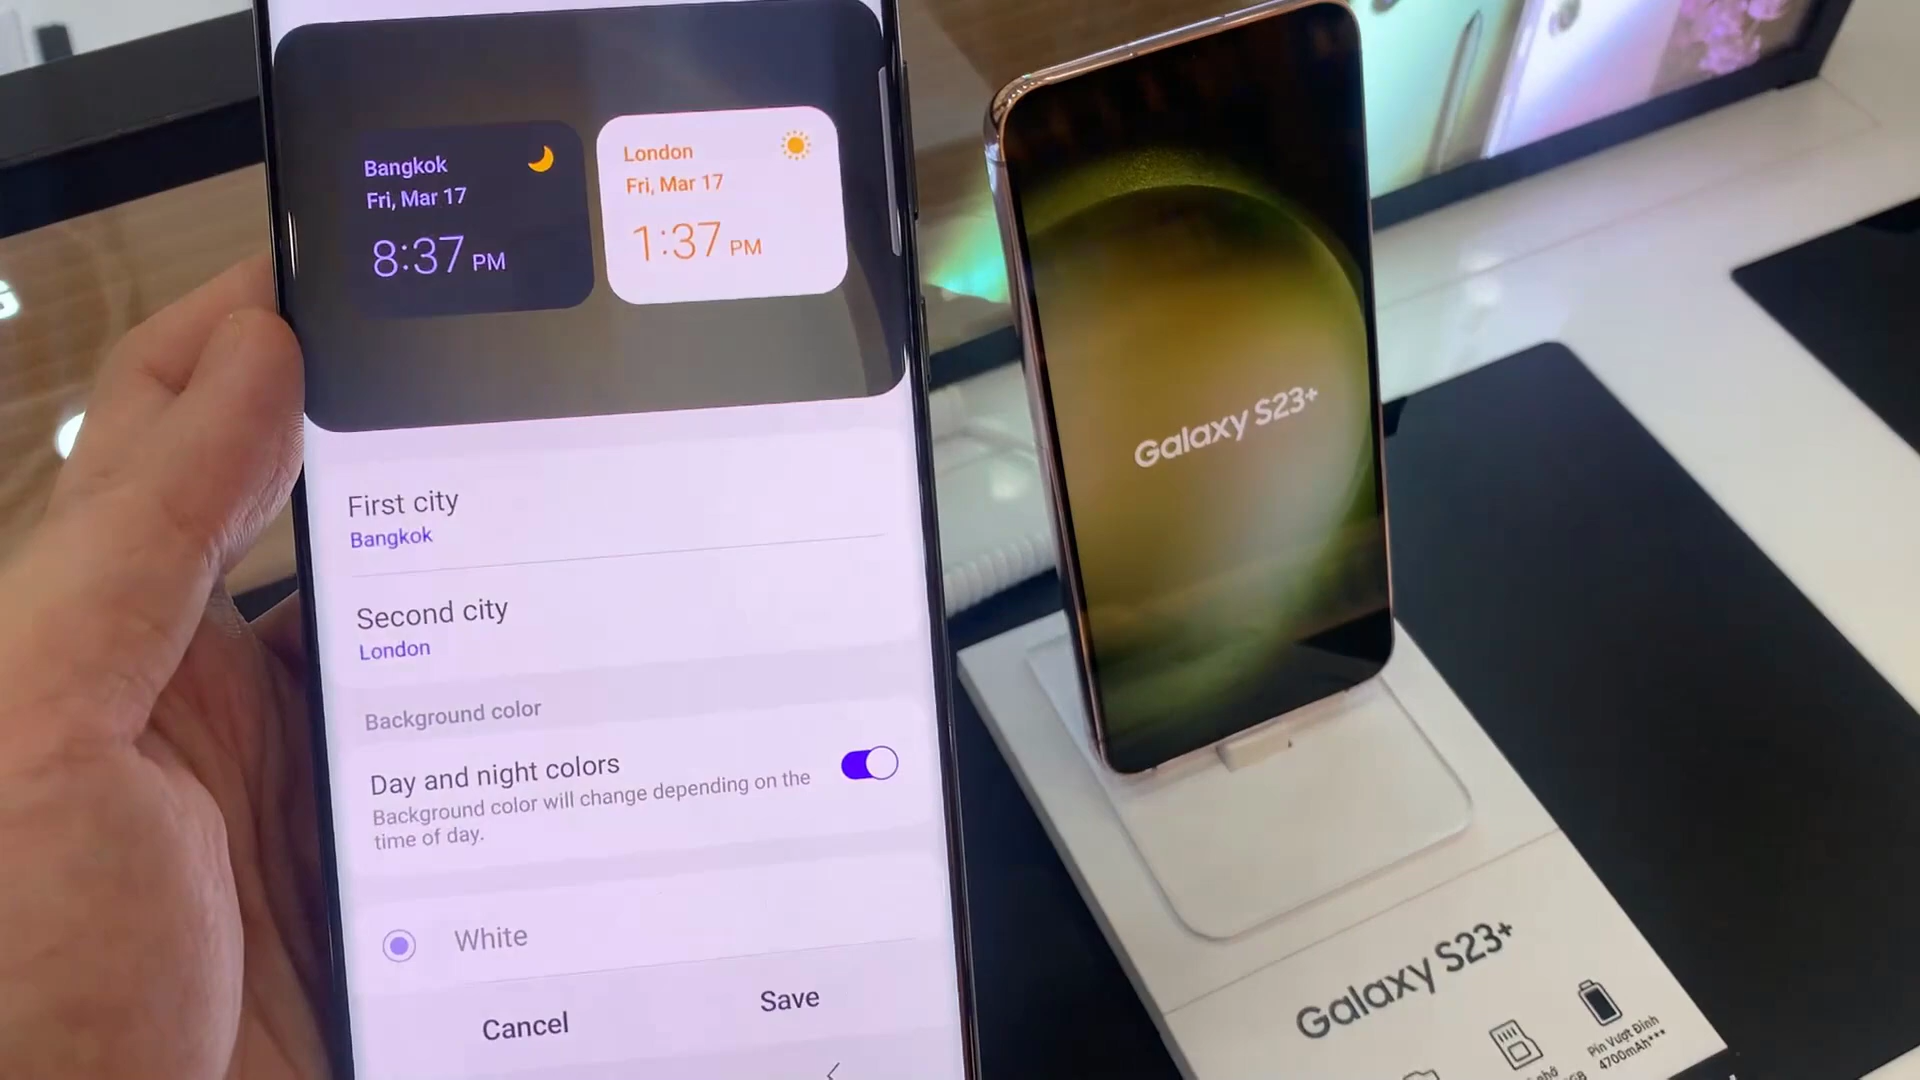 Bangkok
Fri, Mar 17
8:37 PM
London
Fri, Mar 17
1:37 PM
First city
Bangkok
Second city
London
Background color
Day and night colors
Background color will change depending on the
time of day.
White
Cancel
Save
Galaxy S23+
Galaxy S23+
Pin Vượt Đỉnh
4700mAh***